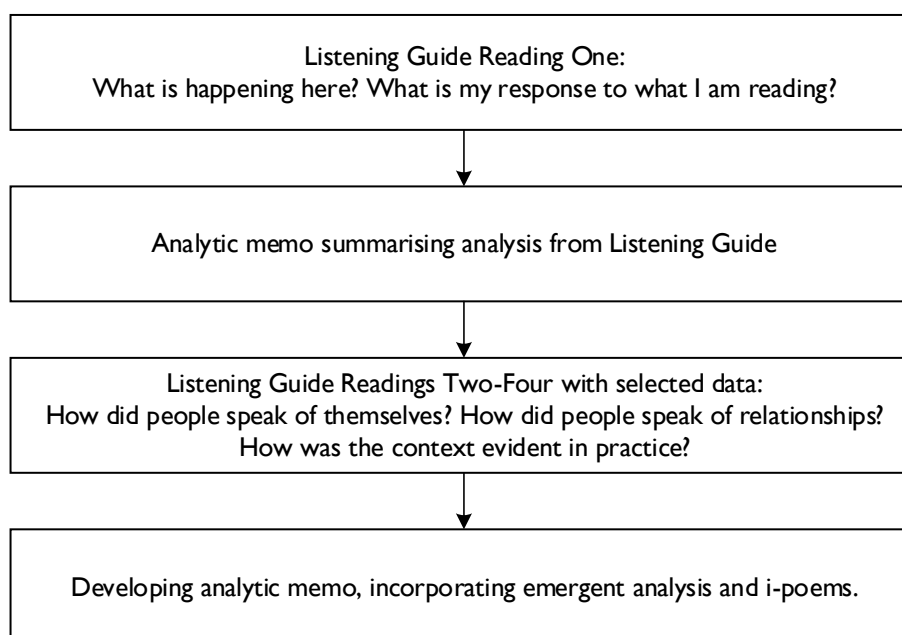 Listening Guide Reading One:
What is happening here? What is my response to what I am reading?
Analytic memo summarising analysis from Listening Guide
Listening Guide Readings Two-Four with selected data:
How did people speak of themselves? How did people speak of relationships?
How was the context evident in practice?
Developing analytic memo, incorporating emergent analysis and i-poems.